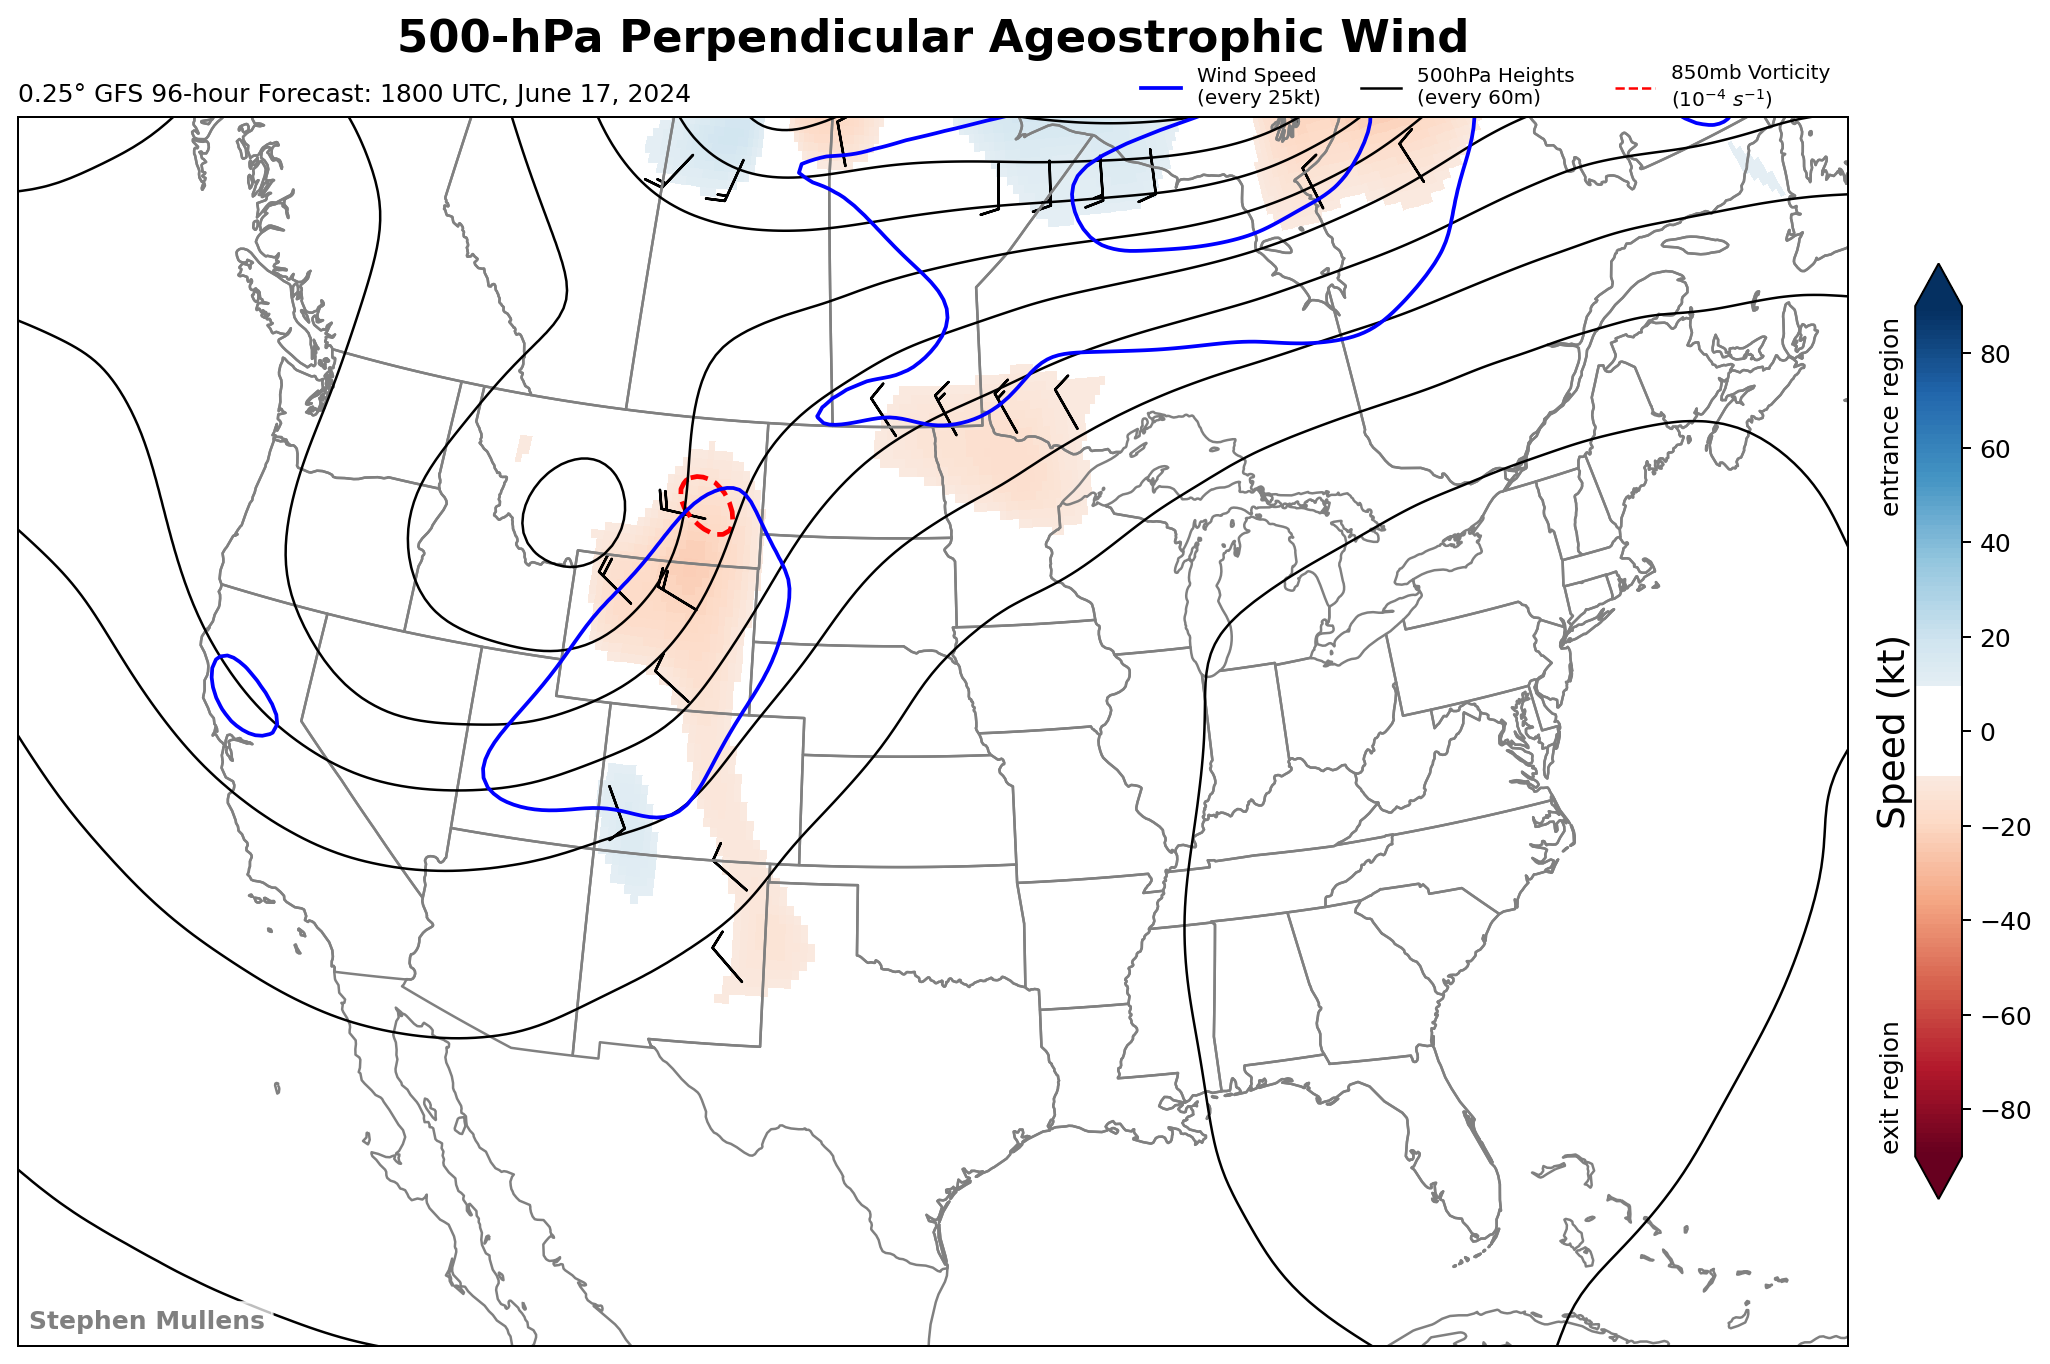 500-hPa Perpendicular Ageostrophic Wind
0.25° GFS 96-hour Forecast: 1800 UTC, June 17, 2024
Wind Speed
(every 25kt)
500hPa Heights
(every 60m)
850mb Vorticity
(10⁻⁴ s⁻¹)
entrance region
Speed (kt)
exit region
80
60
40
20
0
−20
−40
−60
−80
Stephen Mullens